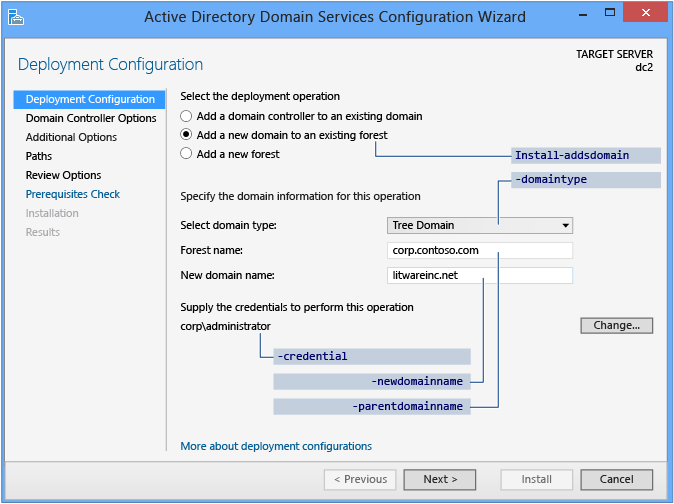 Active Directory Domain Services Configuration Wizard
Deployment Configuration
TARGET SERVER
dc2
Deployment Configuration
Domain Controller Options
Additional Options
Paths
Review Options
Prerequisites Check
Installation
Results
Select the deployment operation
Add a domain controller to an existing domain
Add a new domain to an existing forest
Add a new forest
Install-addsdomain
-domaintype
Specify the domain information for this operation
Select domain type: Tree Domain
Forest name: corp.contoso.com
New domain name: litwareinc.net
Supply the credentials to perform this operation
corp\administrator
Change...
-credential
-newdomainname
-parentdomainname
More about deployment configurations
< Previous Next > Install Cancel